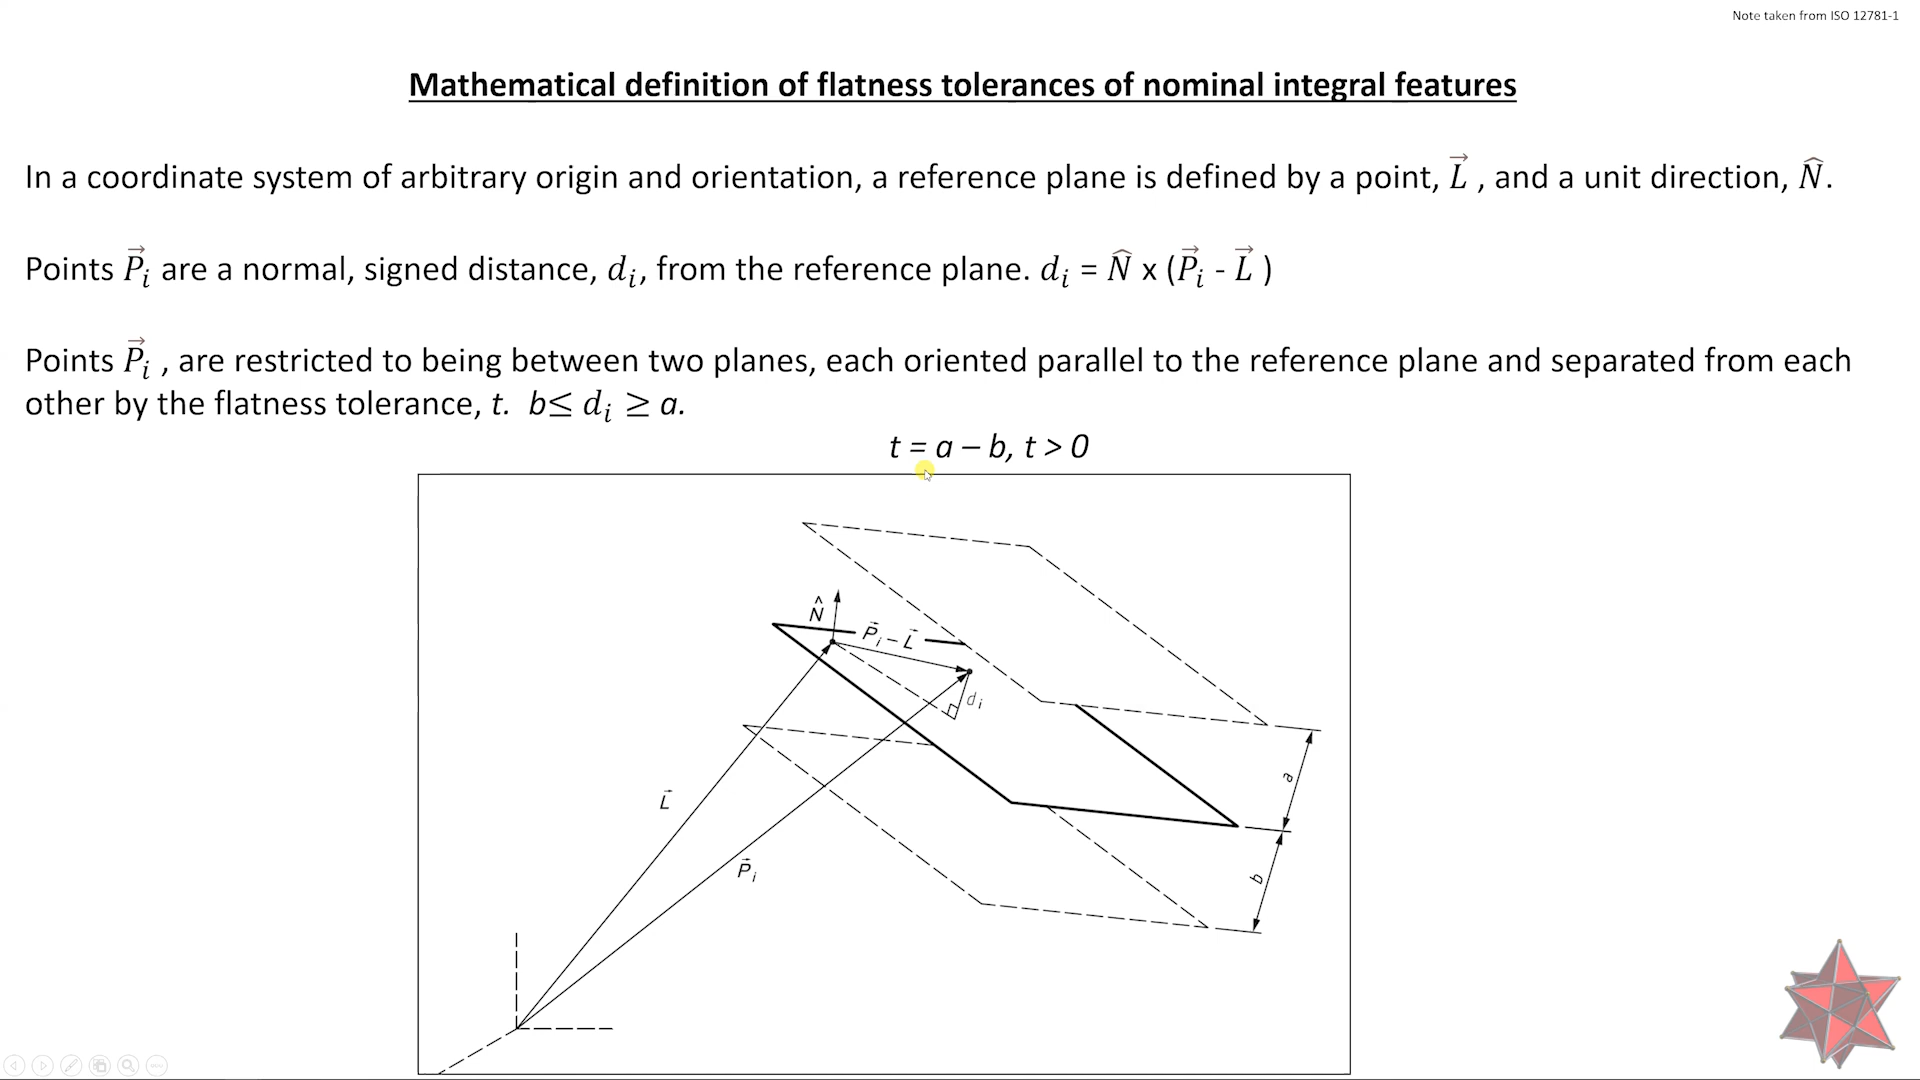 Note taken from ISO 12781-1
Mathematical definition of flatness tolerances of nominal integral features
In a coordinate system of arbitrary origin and orientation, a reference plane is defined by a point, L⃗ , and a unit direction, N̂.
Points P⃗ᵢ are a normal, signed distance, dᵢ, from the reference plane. dᵢ = N̂ x (P⃗ᵢ - L⃗ )
Points P⃗ᵢ , are restricted to being between two planes, each oriented parallel to the reference plane and separated from each
other by the flatness tolerance, t. b≤ dᵢ ≥ a.
t = a – b, t > 0
N̂
P⃗ᵢ – L⃗
dᵢ
a
L⃗
P⃗ᵢ
b